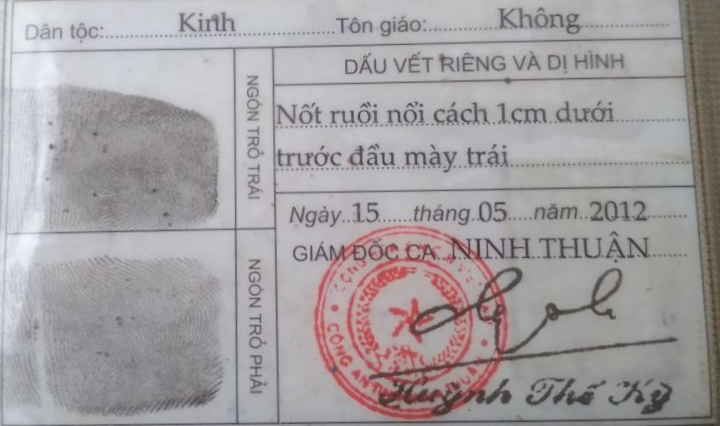 Dân tộc: Kinh Tôn giáo: Không
DẤU VẾT RIÊNG VÀ DỊ HÌNH
Nốt ruồi nổi cách 1cm dưới
trước đầu mày trái
NGÓN TRỎ TRÁI
Ngày 15 tháng 05 năm 2012
GIÁM ĐỐC CA NINH THUẬN
NGÓN TRỎ PHẢI
CÔNG AN
Huỳnh Thế Kỳ